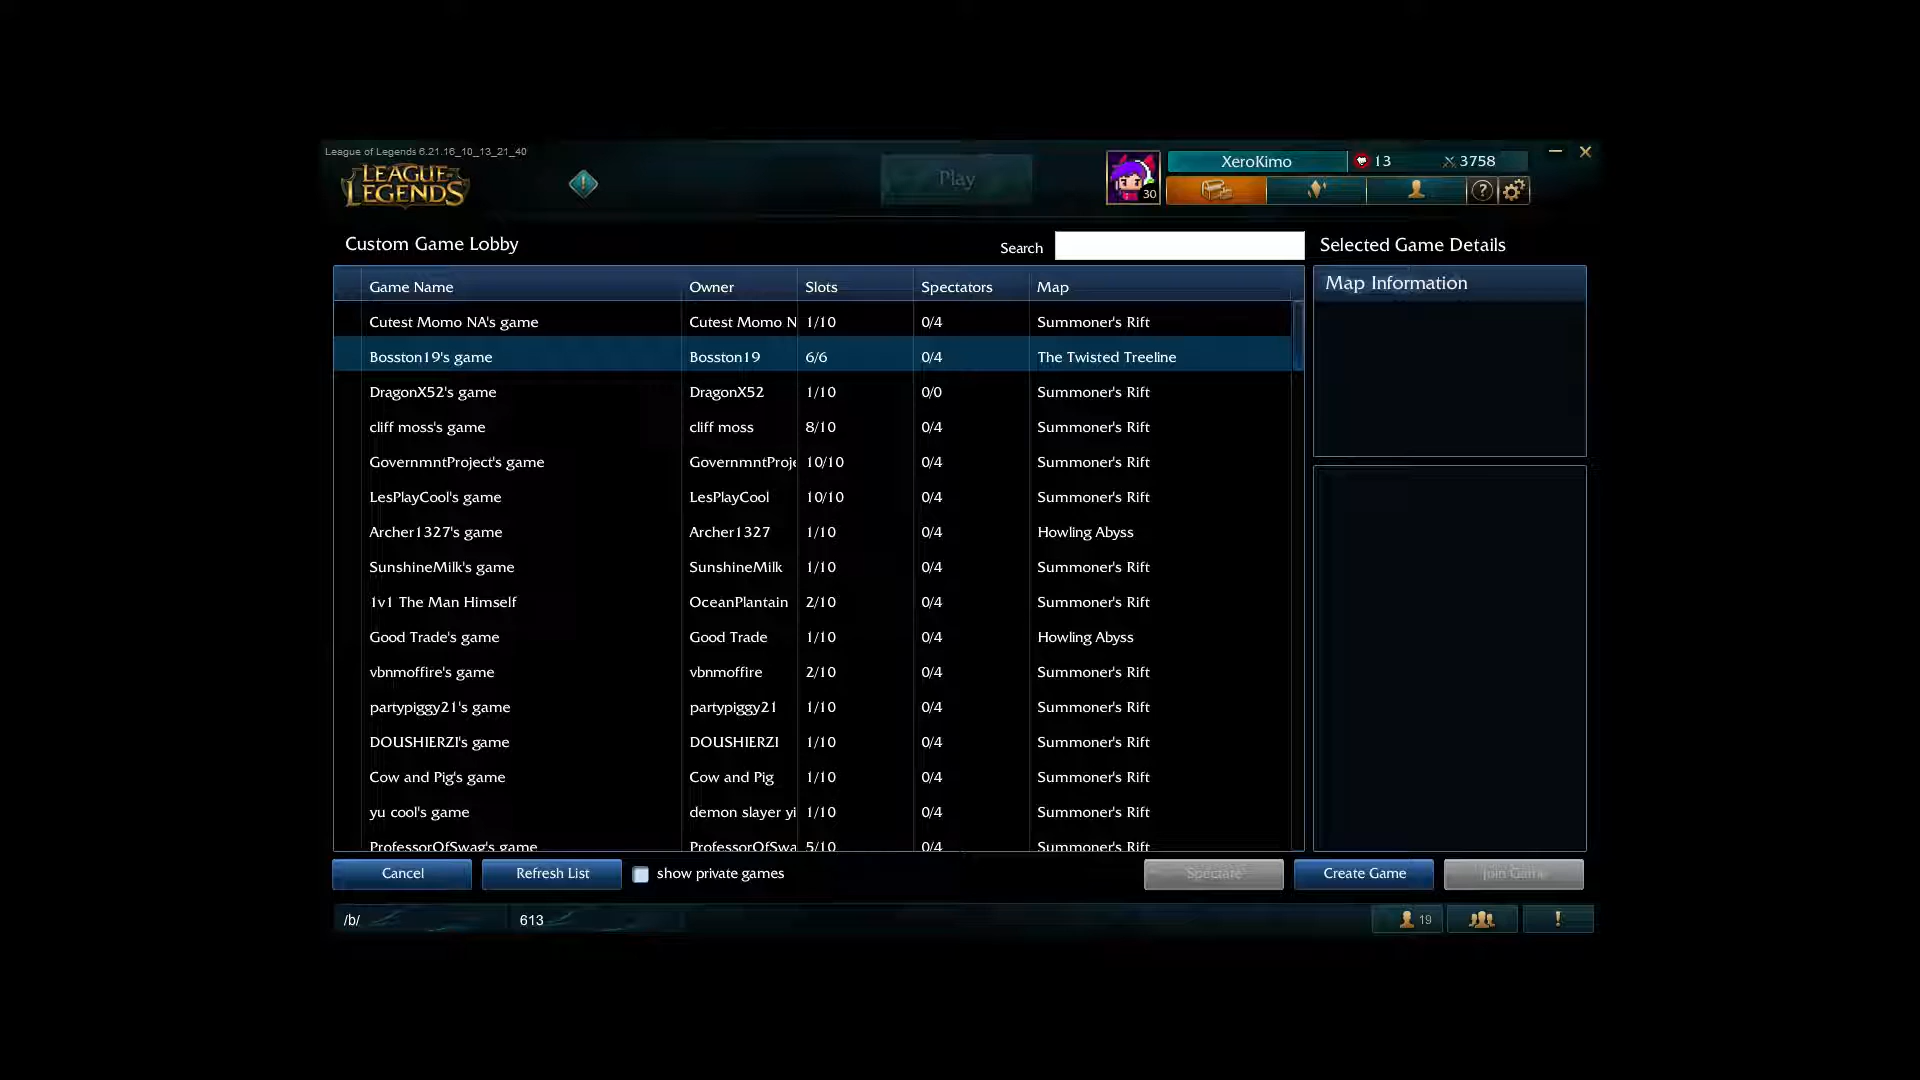 League of Legends 6.21.16_10_13_21_40
LEAGUE OF LEGENDS
Play
30
XeroKimo
13
3758
?
Custom Game Lobby
Search
Selected Game Details
Game Name Owner Slots Spectators Map
Map Information
Cutest Momo NA's game Cutest Momo N 1/10 0/4 Summoner's Rift
Bosston19's game Bosston19 6/6 0/4 The Twisted Treeline
DragonX52's game DragonX52 1/10 0/0 Summoner's Rift
cliff moss's game cliff moss 8/10 0/4 Summoner's Rift
GovernmntProject's game GovernmntProje 10/10 0/4 Summoner's Rift
LesPlayCool's game LesPlayCool 10/10 0/4 Summoner's Rift
Archer1327's game Archer1327 1/10 0/4 Howling Abyss
SunshineMilk's game SunshineMilk 1/10 0/4 Summoner's Rift
1v1 The Man Himself OceanPlantain 2/10 0/4 Summoner's Rift
Good Trade's game Good Trade 1/10 0/4 Howling Abyss
vbnmoffire's game vbnmoffire 2/10 0/4 Summoner's Rift
partypiggy21's game partypiggy21 1/10 0/4 Summoner's Rift
DOUSHIERZI's game DOUSHIERZI 1/10 0/4 Summoner's Rift
Cow and Pig's game Cow and Pig 1/10 0/4 Summoner's Rift
yu cool's game demon slayer yi 1/10 0/4 Summoner's Rift
ProfessorOfSwag's game ProfessorOfSwa 5/10 0/4 Summoner's Rift
Cancel
Refresh List
show private games
Spectate
Create Game
Join Game
/b/
613
19
!